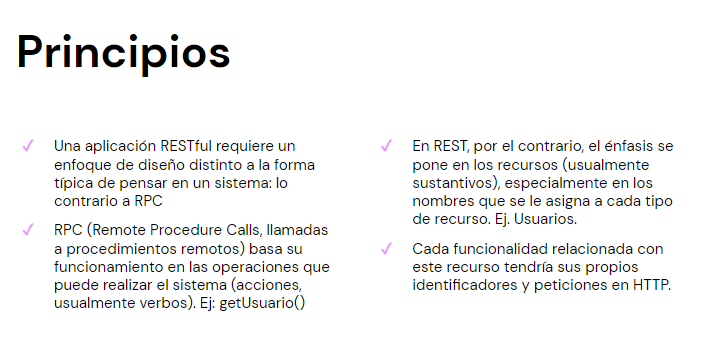 Principios
Una aplicación RESTful requiere un
enfoque de diseño distinto a la forma
típica de pensar en un sistema: lo
contrario a RPC
RPC (Remote Procedure Calls, llamadas
a procedimientos remotos) basa su
funcionamiento en las operaciones que
puede realizar el sistema (acciones,
usualmente verbos). Ej: getUsuario()
En REST, por el contrario, el énfasis se
pone en los recursos (usualmente
sustantivos), especialmente en los
nombres que se le asigna a cada tipo
de recurso. Ej. Usuarios.
Cada funcionalidad relacionada con
este recurso tendría sus propios
identificadores y peticiones en HTTP.